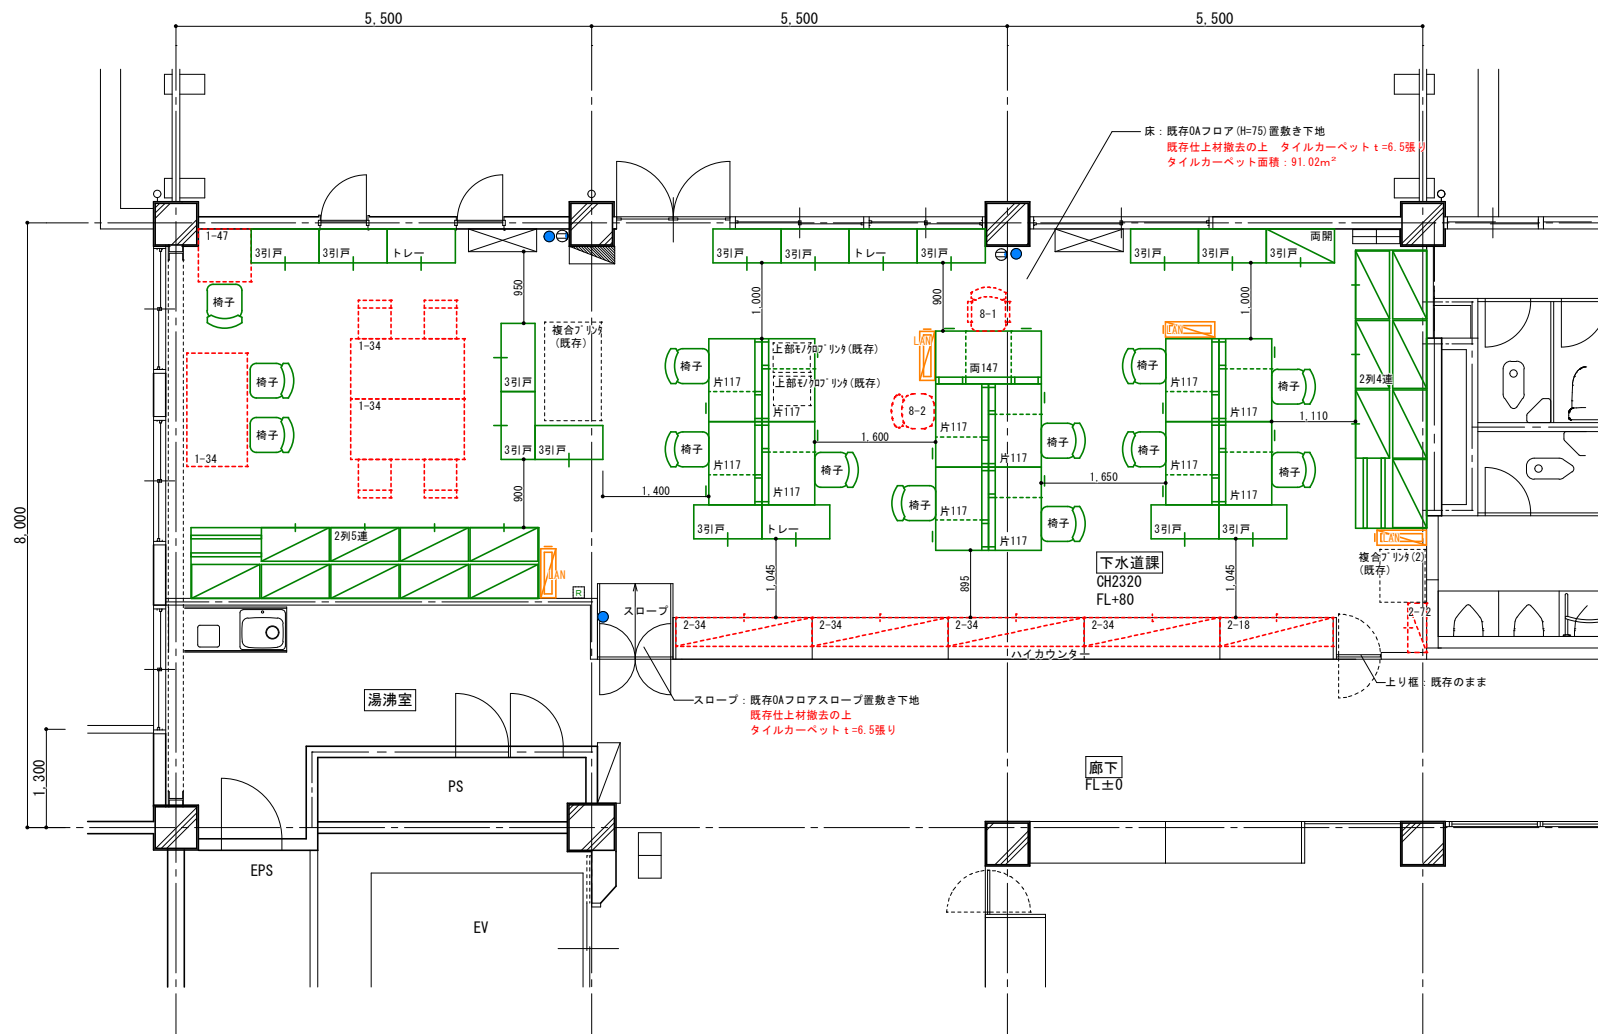 5,500
5,500
5,500
床：既存OAフロア(H=75)置敷き下地
既存仕上材撤去の上　タイルカーペットt=6.5張り
タイルカーペット面積：91.02m²
1-47
3引戸
3引戸
トレー
3引戸
3引戸
トレー
3引戸
3引戸
3引戸
3引戸
両開
椅子
950
1,000
900
1,000
複合プリンタ
(既存)
8-1
LAN
LAN
1-34
1-34
1-34
椅子
椅子
3引戸
3引戸
3引戸
900
椅子
片117
上部モノクロプリンタ(既存)
上部モノクロプリンタ(既存)
片117
両147
8-2
椅子
片117
椅子
片117
2列4連
1,110
椅子
片117
椅子
片117
1,600
片117
椅子
片117
椅子
片117
椅子
片117
1,400
1,650
椅子
片117
椅子
片117
3引戸
トレー
3引戸
3引戸
8,000
2列5連
LAN
R
1,045
895
1,045
下水道課
CH2320
FL+80
LAN
複合プリンタ(2)
(既存)
スロープ
2-34
2-34
2-34
2-34
2-18
2-72
ハイカウンター
上り框：既存のまま
湯沸室
スロープ：既存OAフロアスロープ置敷き下地
既存仕上材撤去の上
タイルカーペットt=6.5張り
1,300
PS
廊下
FL±0
EPS
EV